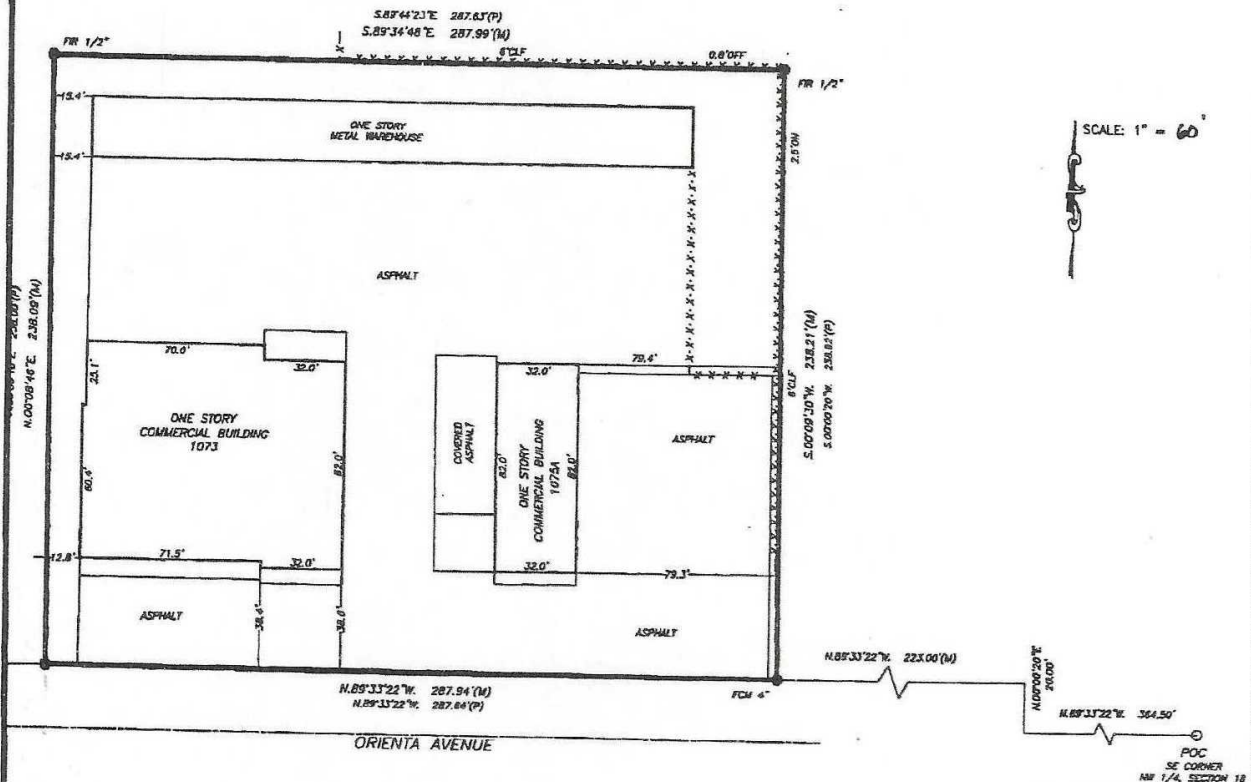 S.89°44'23"E 287.63'(P)
S.89°34'48"E. 287.99'(M)
FIR 1/2"
6'CLF
0.8'OFF
FIR 1/2"
15.4'
ONE STORY
METAL WAREHOUSE
15.4'
2.5'ON
SCALE: 1" = 60'
ASPHALT
N.00°08'46"E. 238.09'(M)
70.0'
32.0'
25.1'
ONE STORY
COMMERCIAL BUILDING
1073
60.4'
82.0'
COVERED
ASPHALT
32.0'
79.4'
82.0'
ONE STORY
COMMERCIAL BUILDING
1075A
82.0'
ASPHALT
6'CLF
S.00°09'30"W. 238.21'(M)
S.00°00'20"W.
12.8'
71.5'
32.0'
32.0'
79.3'
ASPHALT
38.4'
38.0'
ASPHALT
N.89°33'22"W. 287.94'(M)
N.89°33'22"W. 287.64'(P)
FCM 4"
N.89°33'22"W. 223.00'(M)
N.00°00'20"E
20.00'
N.89°33'22"W. 364.50'
ORIENTA AVENUE
POC
SE CORNER
NW 1/4, SECTION